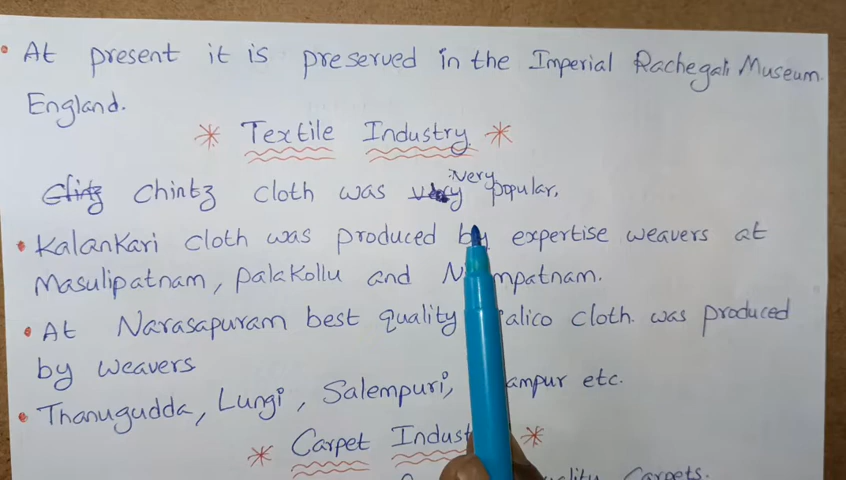 • At present it is preserved in the Imperial Rachegali Museum
England.
* Textile Industry *
Chintz cloth was very popular.
• Kalankari cloth was produced by expertise weavers at
Masulipatnam, Palakollu and
• At Narasapuram best quality cloth was produced
by weavers
• Thanugudda, Lungi, Salempuri, etc.
* Carpet *
Carpets.